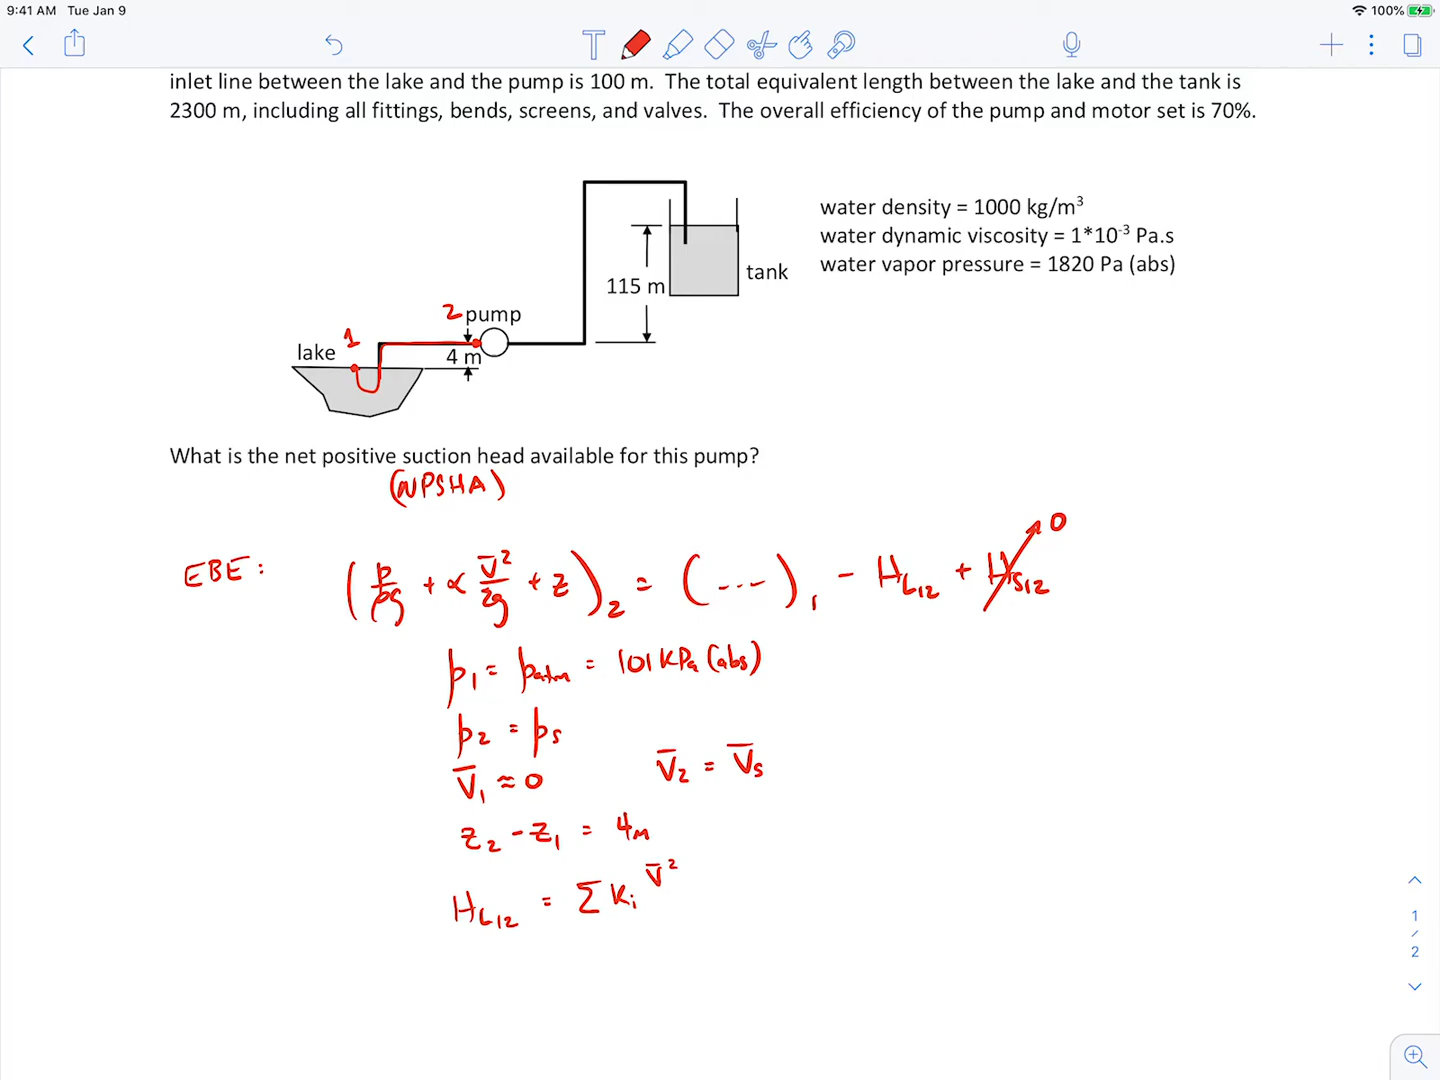 9:41 AM Tue Jan 9
100%
inlet line between the lake and the pump is 100 m. The total equivalent length between the lake and the tank is
2300 m, including all fittings, bends, screens, and valves. The overall efficiency of the pump and motor set is 70%.
water density = 1000 kg/m³
water dynamic viscosity = 1*10⁻³ Pa.s
water vapor pressure = 1820 Pa (abs)
tank
115 m
2 pump
1
lake
4 m
What is the net positive suction head available for this pump?
(NPSHA)
0
EBE: (p/ρg + α V̅²/2g + z)₂ = (...)₁ - H_L12 + H_S12
p₁ = p_atm = 101 kPa (abs)
p₂ = p_s
V̅₁ ≈ 0 V̅₂ = V̅_s
z₂ - z₁ = 4m
H_L12 = Σ K_i V̅²
1
/
2